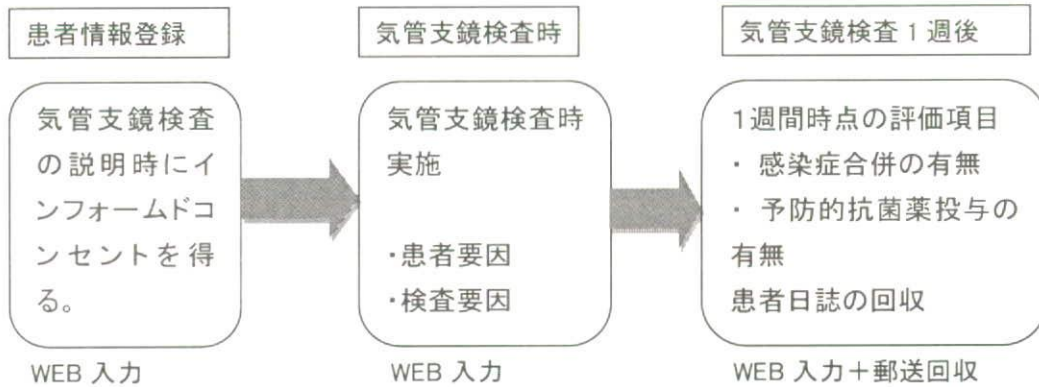 患者情報登録
気管支鏡検査時
気管支鏡検査1週後
気管支鏡検査
の説明時にイ
ンフォームドコ
ンセントを得
る。
気管支鏡検査時
実施
・患者要因
・検査要因
1週間時点の評価項目
・ 感染症合併の有無
・ 予防的抗菌薬投与の
有無
患者日誌の回収
WEB 入力
WEB 入力
WEB 入力＋郵送回収